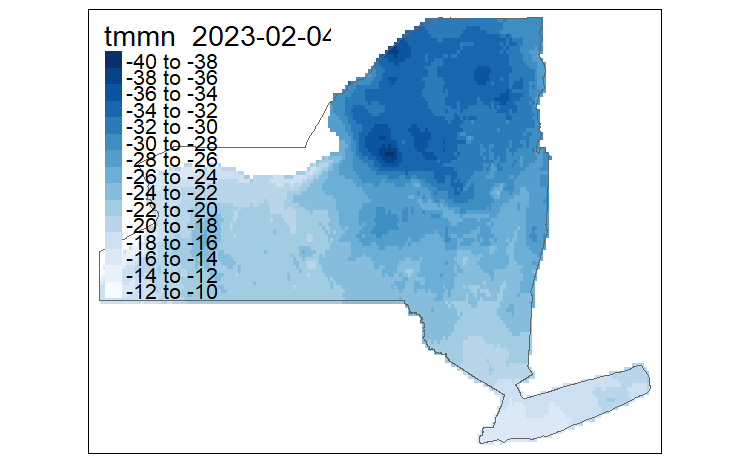 tmmn 2023-02-04
-40 to -38
-38 to -36
-36 to -34
-34 to -32
-32 to -30
-30 to -28
-28 to -26
-26 to -24
-24 to -22
-22 to -20
-20 to -18
-18 to -16
-16 to -14
-14 to -12
-12 to -10